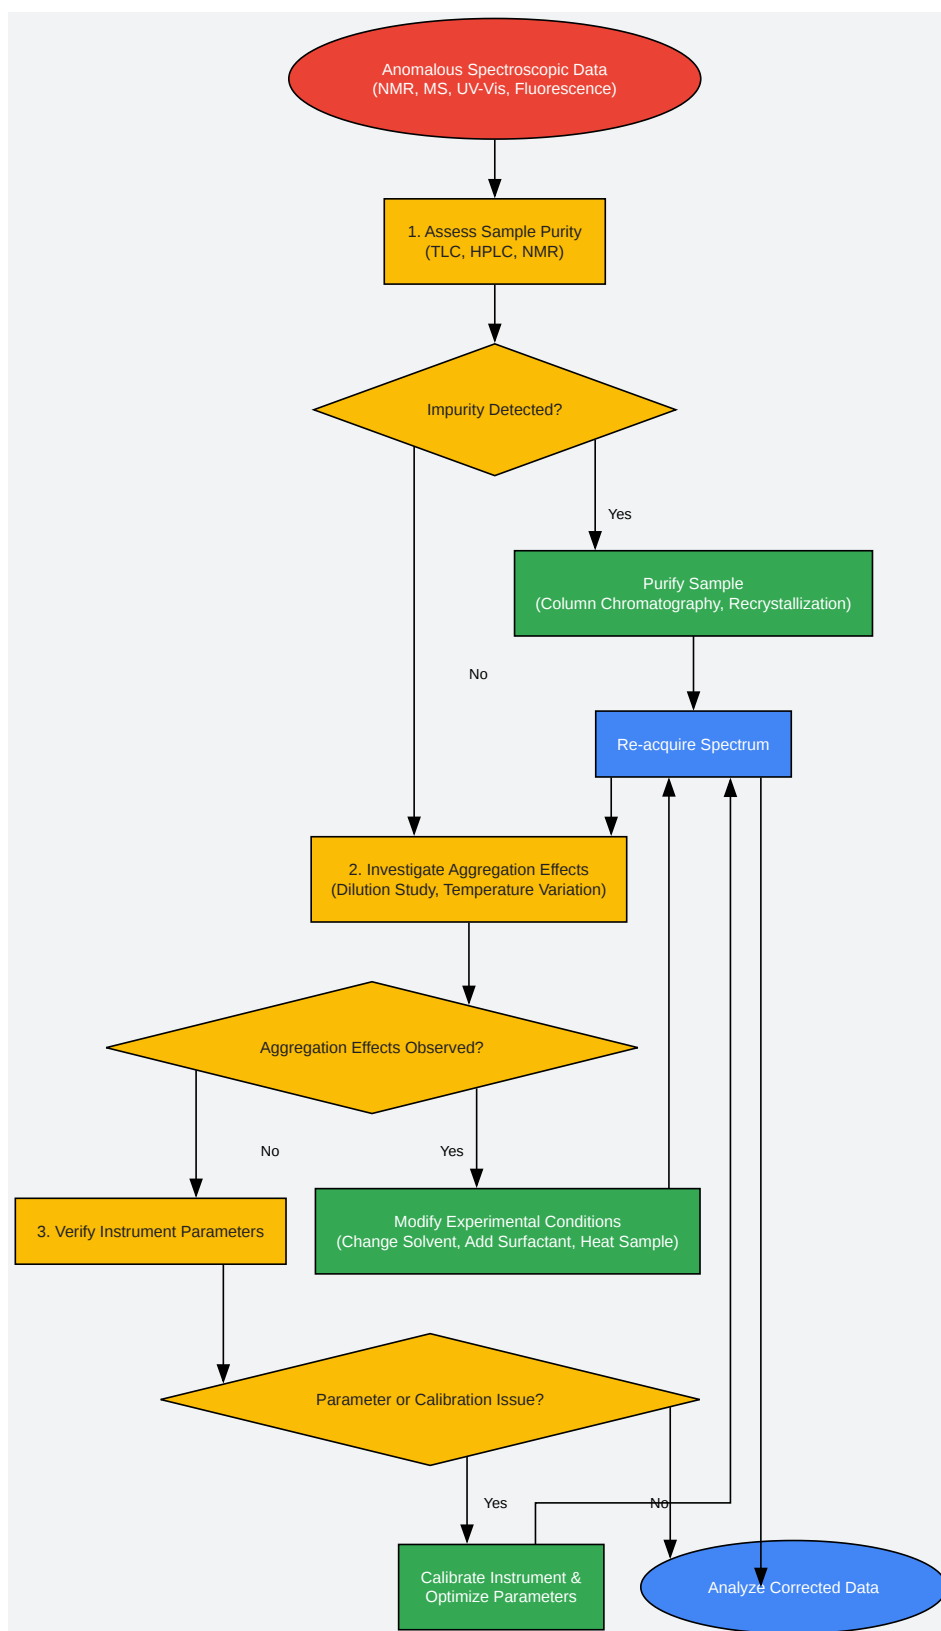 Anomalous Spectroscopic Data
(NMR, MS, UV-Vis, Fluorescence)
1. Assess Sample Purity
(TLC, HPLC, NMR)
Impurity Detected?
Yes
Purify Sample
(Column Chromatography, Recrystallization)
No
Re-acquire Spectrum
2. Investigate Aggregation Effects
(Dilution Study, Temperature Variation)
Aggregation Effects Observed?
No
Yes
3. Verify Instrument Parameters
Modify Experimental Conditions
(Change Solvent, Add Surfactant, Heat Sample)
Parameter or Calibration Issue?
Yes
No
Calibrate Instrument &
Optimize Parameters
Analyze Corrected Data